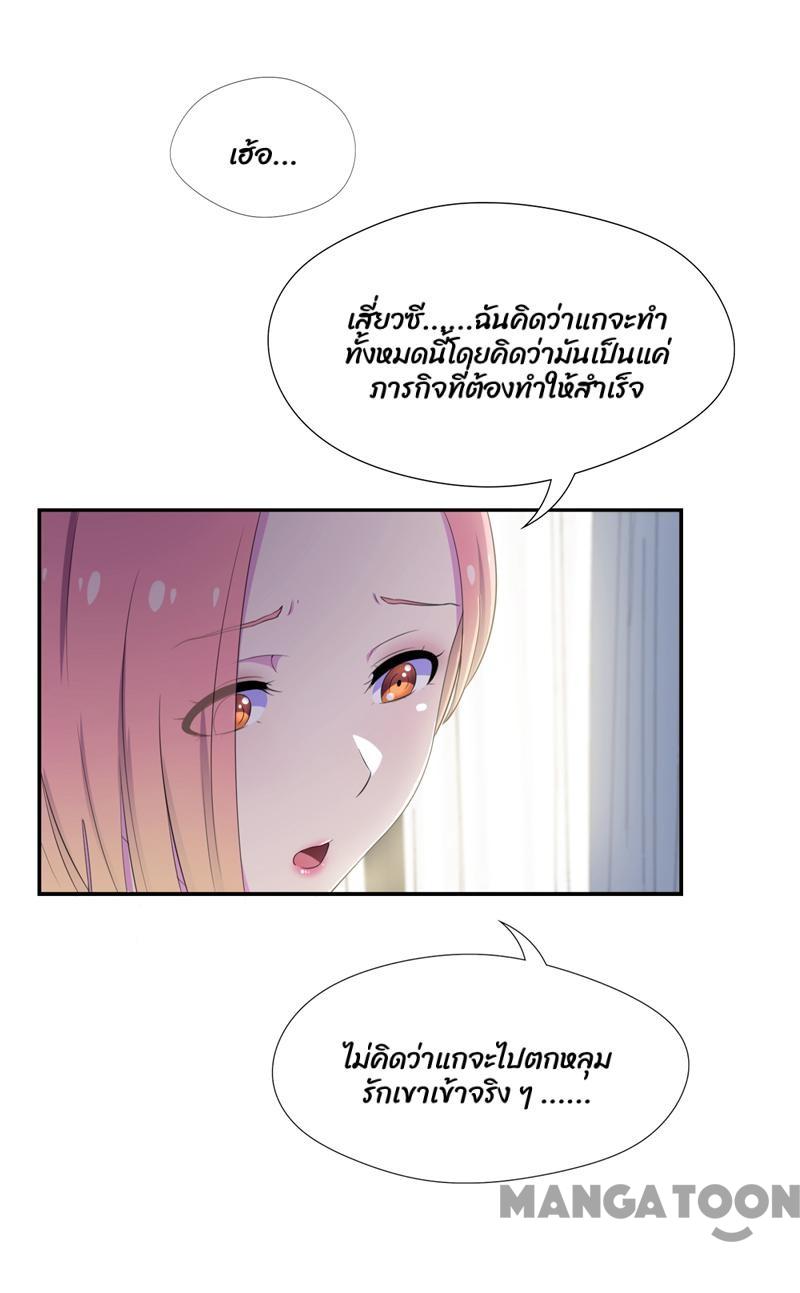 เฮ้อ...
เสี่ยวซี......ฉันคิดว่าแกจะทำ
ทั้งหมดนี้โดยคิดว่ามันเป็นแค่
ภารกิจที่ต้องทำให้สำเร็จ
ไม่คิดว่าแกจะไปตกหลุม
รักเขาเข้าจริง ๆ ......
MANGATOON